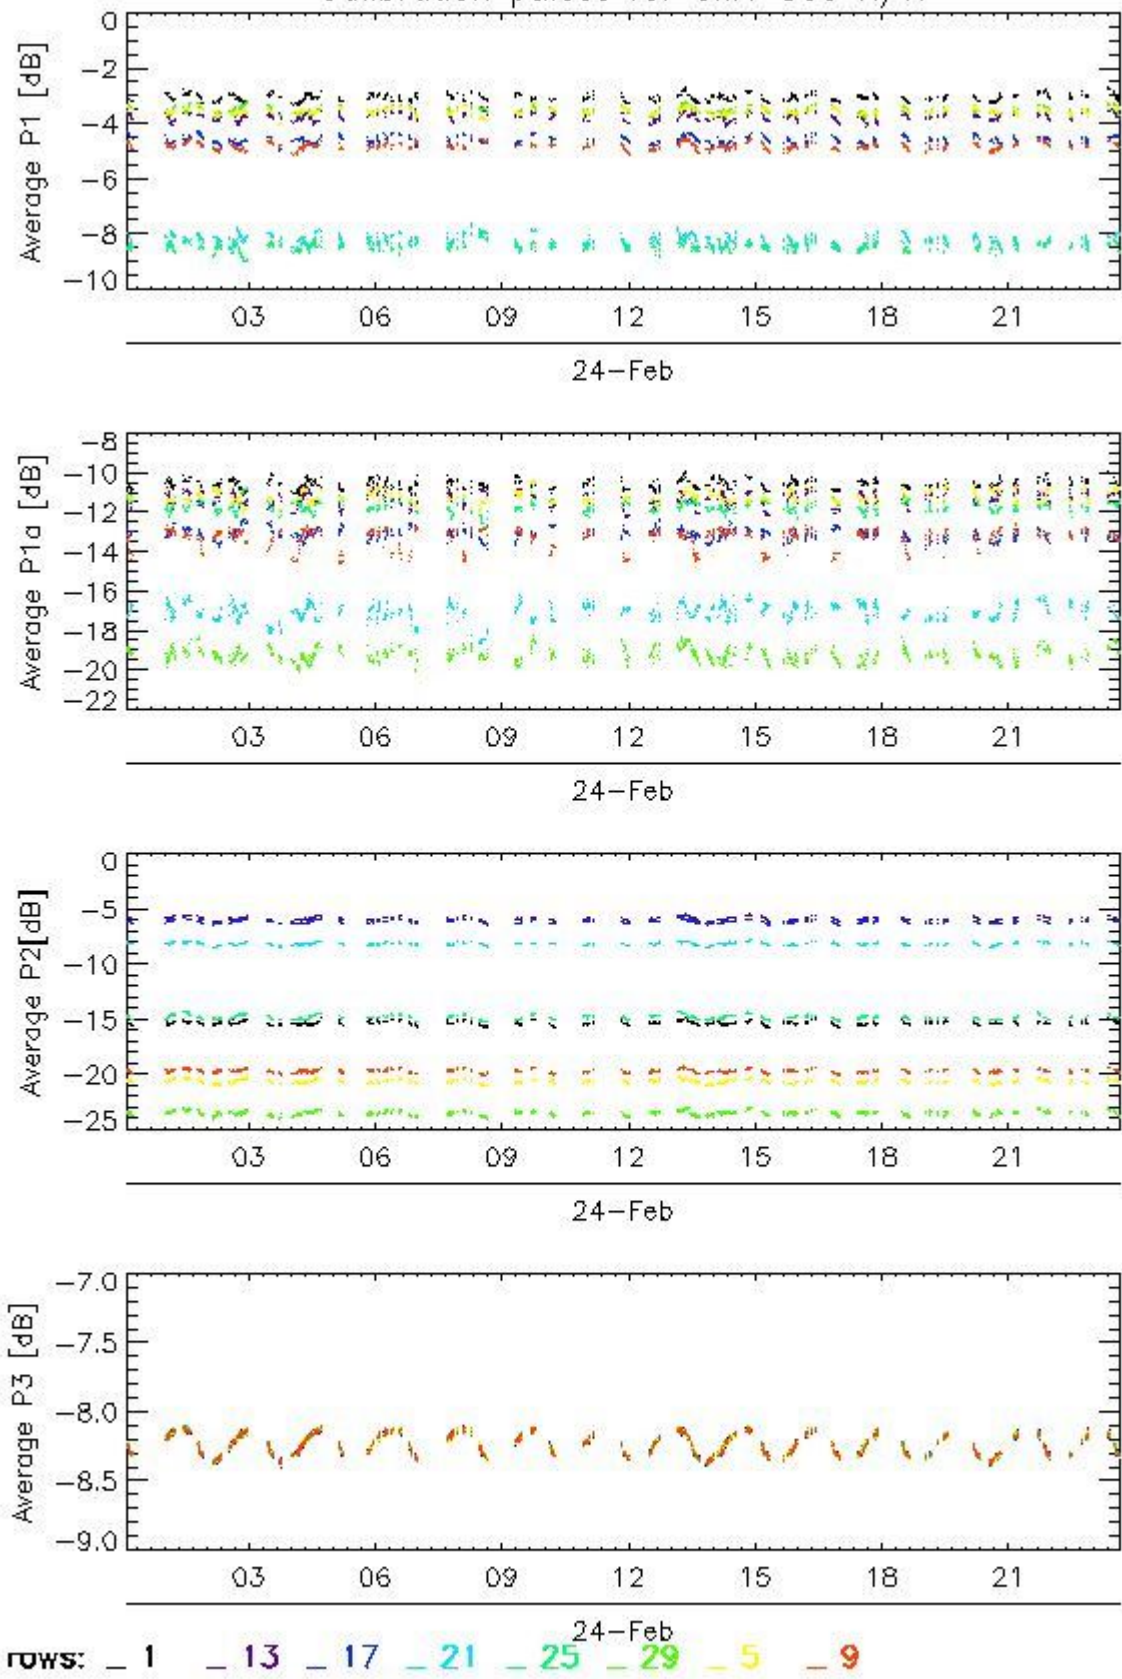 0
−2
−4
−6
−8
−10
Average P1 [dB]
03 06 09 12 15 18 21
24−Feb
−8
−10
−12
−14
−16
−18
−20
−22
Average P1a [dB]
03 06 09 12 15 18 21
24−Feb
0
−5
−10
−15
−20
−25
Average P2[dB]
03 06 09 12 15 18 21
24−Feb
−7.0
−7.5
−8.0
−8.5
−9.0
Average P3 [dB]
03 06 09 12 15 18 21
24−Feb
rows: _ 1 _ 13 _ 17 _ 21 _ 25 _ 29 _ 5 _ 9